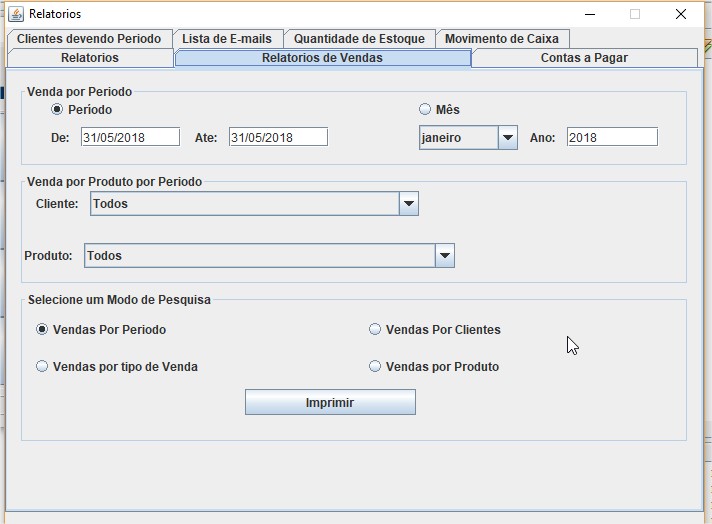 Relatorios
Clientes devendo Periodo Lista de E-mails Quantidade de Estoque Movimento de Caixa
Relatorios Relatorios de Vendas Contas a Pagar
Venda por Periodo
Período Mês
De: 31/05/2018 Ate: 31/05/2018 janeiro Ano: 2018
Venda por Produto por Periodo
Cliente: Todos
Produto: Todos
Selecione um Modo de Pesquisa
Vendas Por Periodo Vendas Por Clientes
Vendas por tipo de Venda Vendas por Produto
Imprimir